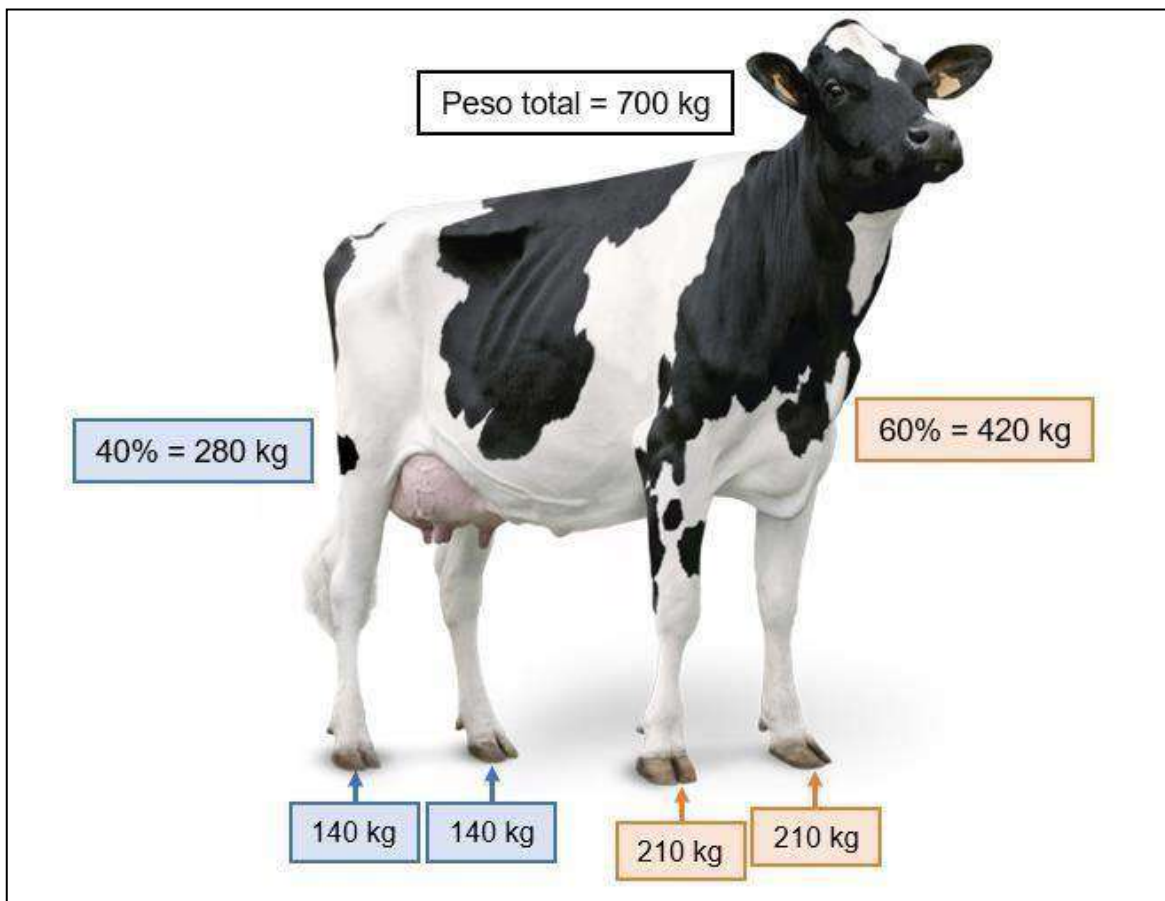 Peso total = 700 kg
40% = 280 kg
60% = 420 kg
140 kg
140 kg
210 kg
210 kg